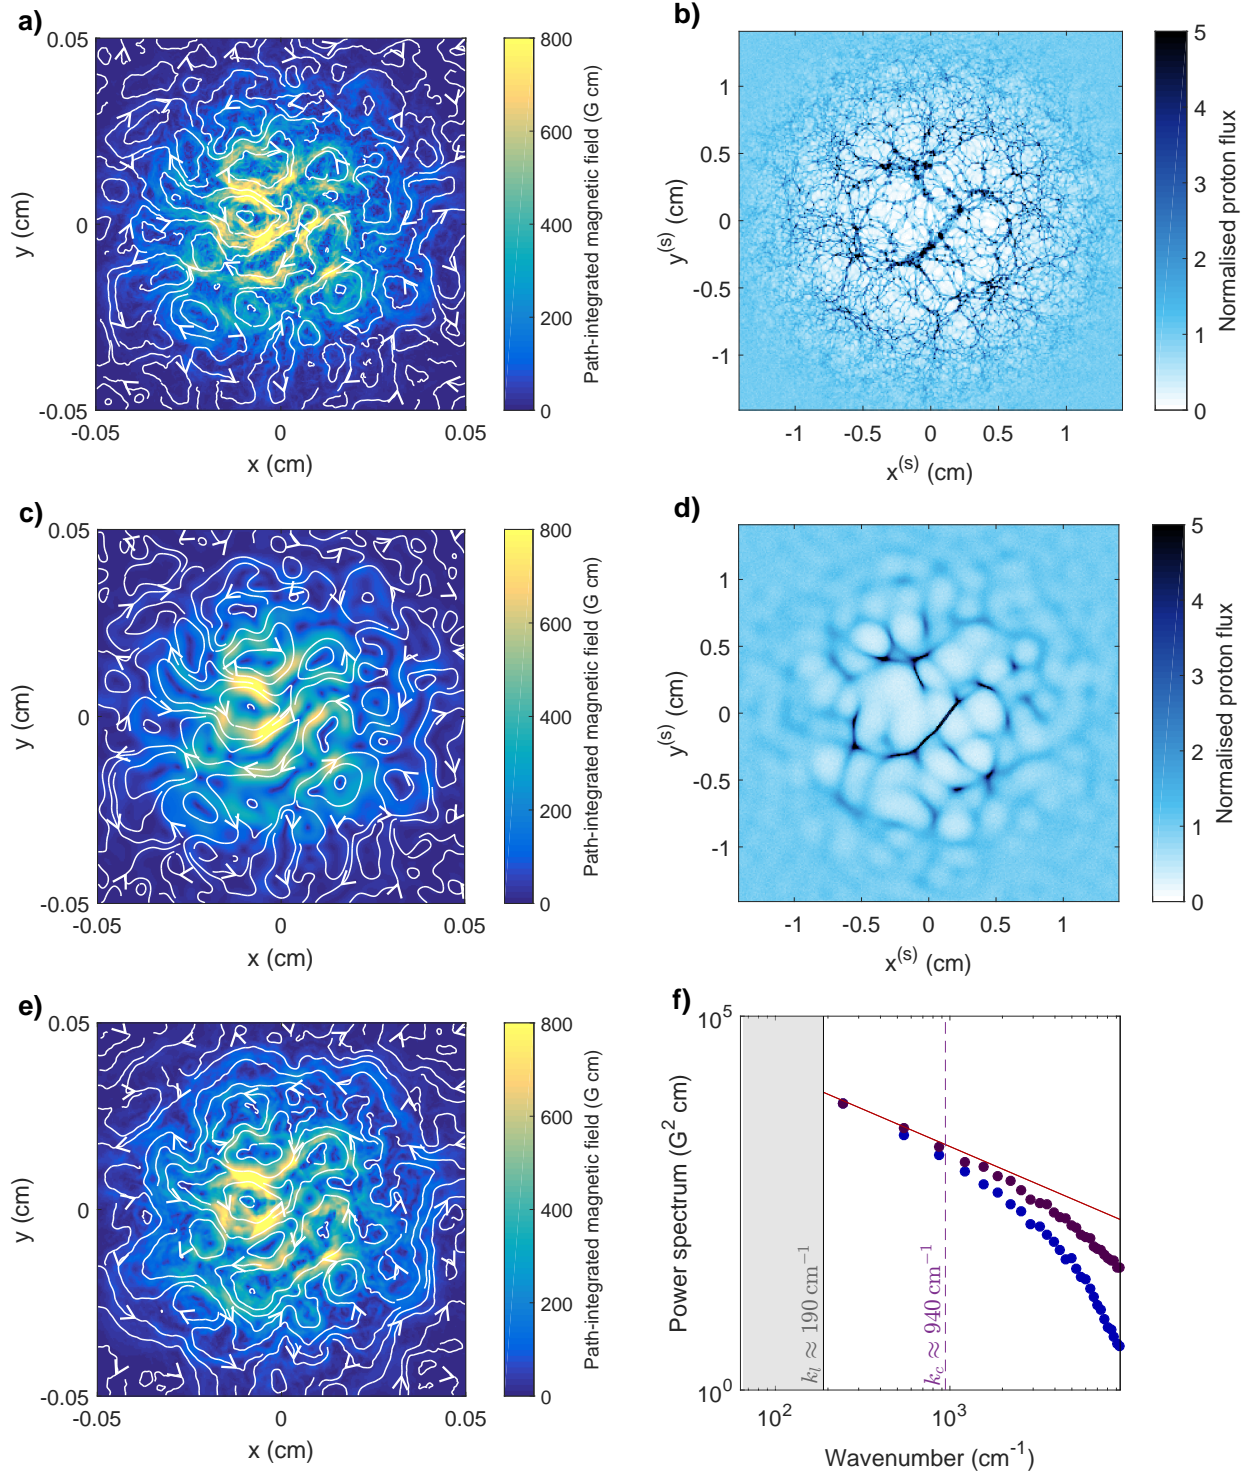 a)
0.05
0
-0.05
-0.05
0
0.05
x (cm)
y (cm)
800
600
400
200
0
Path-integrated magnetic field (G cm)
b)
1
0.5
0
-0.5
-1
-1
-0.5
0
0.5
1
x(s) (cm)
y(s) (cm)
5
4
3
2
1
0
Normalised proton flux
c)
0.05
0
-0.05
-0.05
0
0.05
x (cm)
y (cm)
800
600
400
200
0
Path-integrated magnetic field (G cm)
d)
1
0.5
0
-0.5
-1
-1
-0.5
0
0.5
1
x(s) (cm)
y(s) (cm)
5
4
3
2
1
0
Normalised proton flux
e)
0.05
0
-0.05
-0.05
0
0.05
x (cm)
y (cm)
800
600
400
200
0
Path-integrated magnetic field (G cm)
f)
10^5
10^0
10^2
10^3
Wavenumber (cm^-1)
Power spectrum (G^2 cm)
k_l ≈ 190 cm^-1
k_c ≈ 940 cm^-1